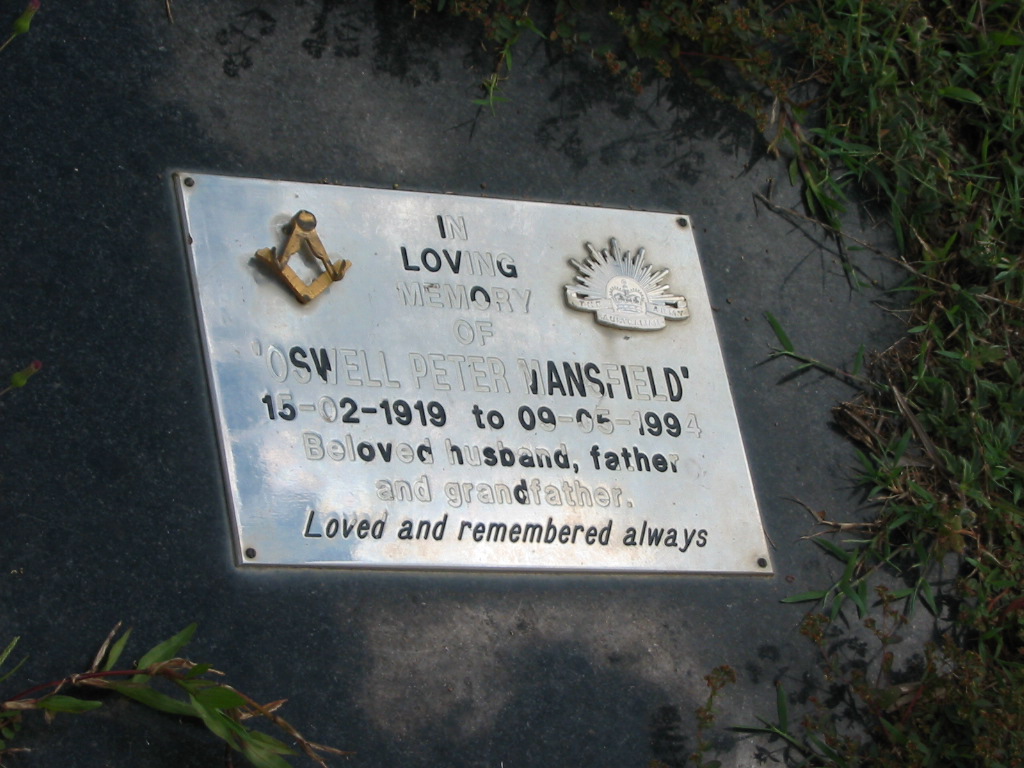 IN
LOVING
MEMORY
OF
'OSWELL PETER MANSFIELD'
15-02-1919 to 09-05-1994
Beloved husband, father
and grandfather.
Loved and remembered always